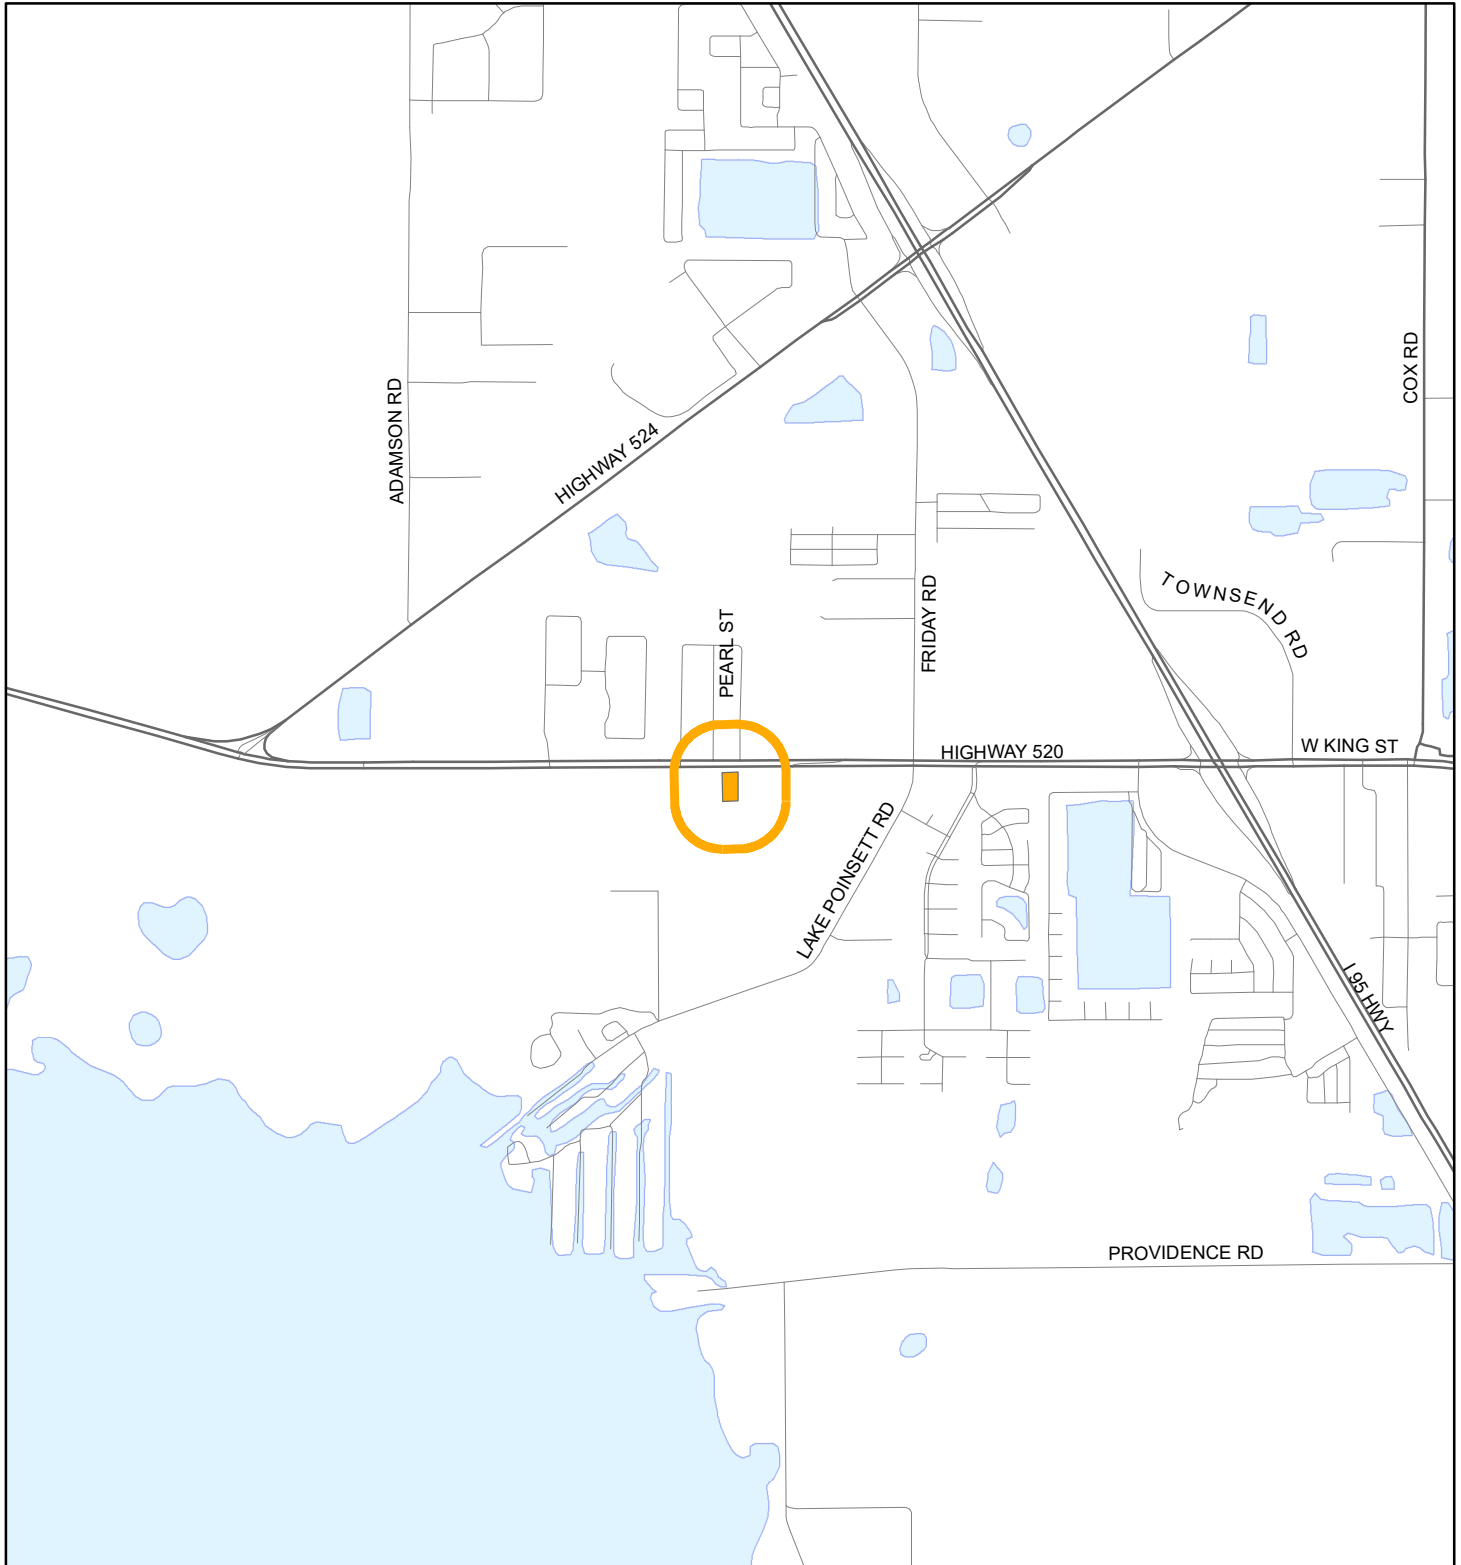 COX RD
ADAMSON RD
HIGHWAY 524
TOWNSEND RD
FRIDAY RD
PEARL ST
HIGHWAY 520
W KING ST
LAKE POINSETT RD
I 95 HWY
PROVIDENCE RD